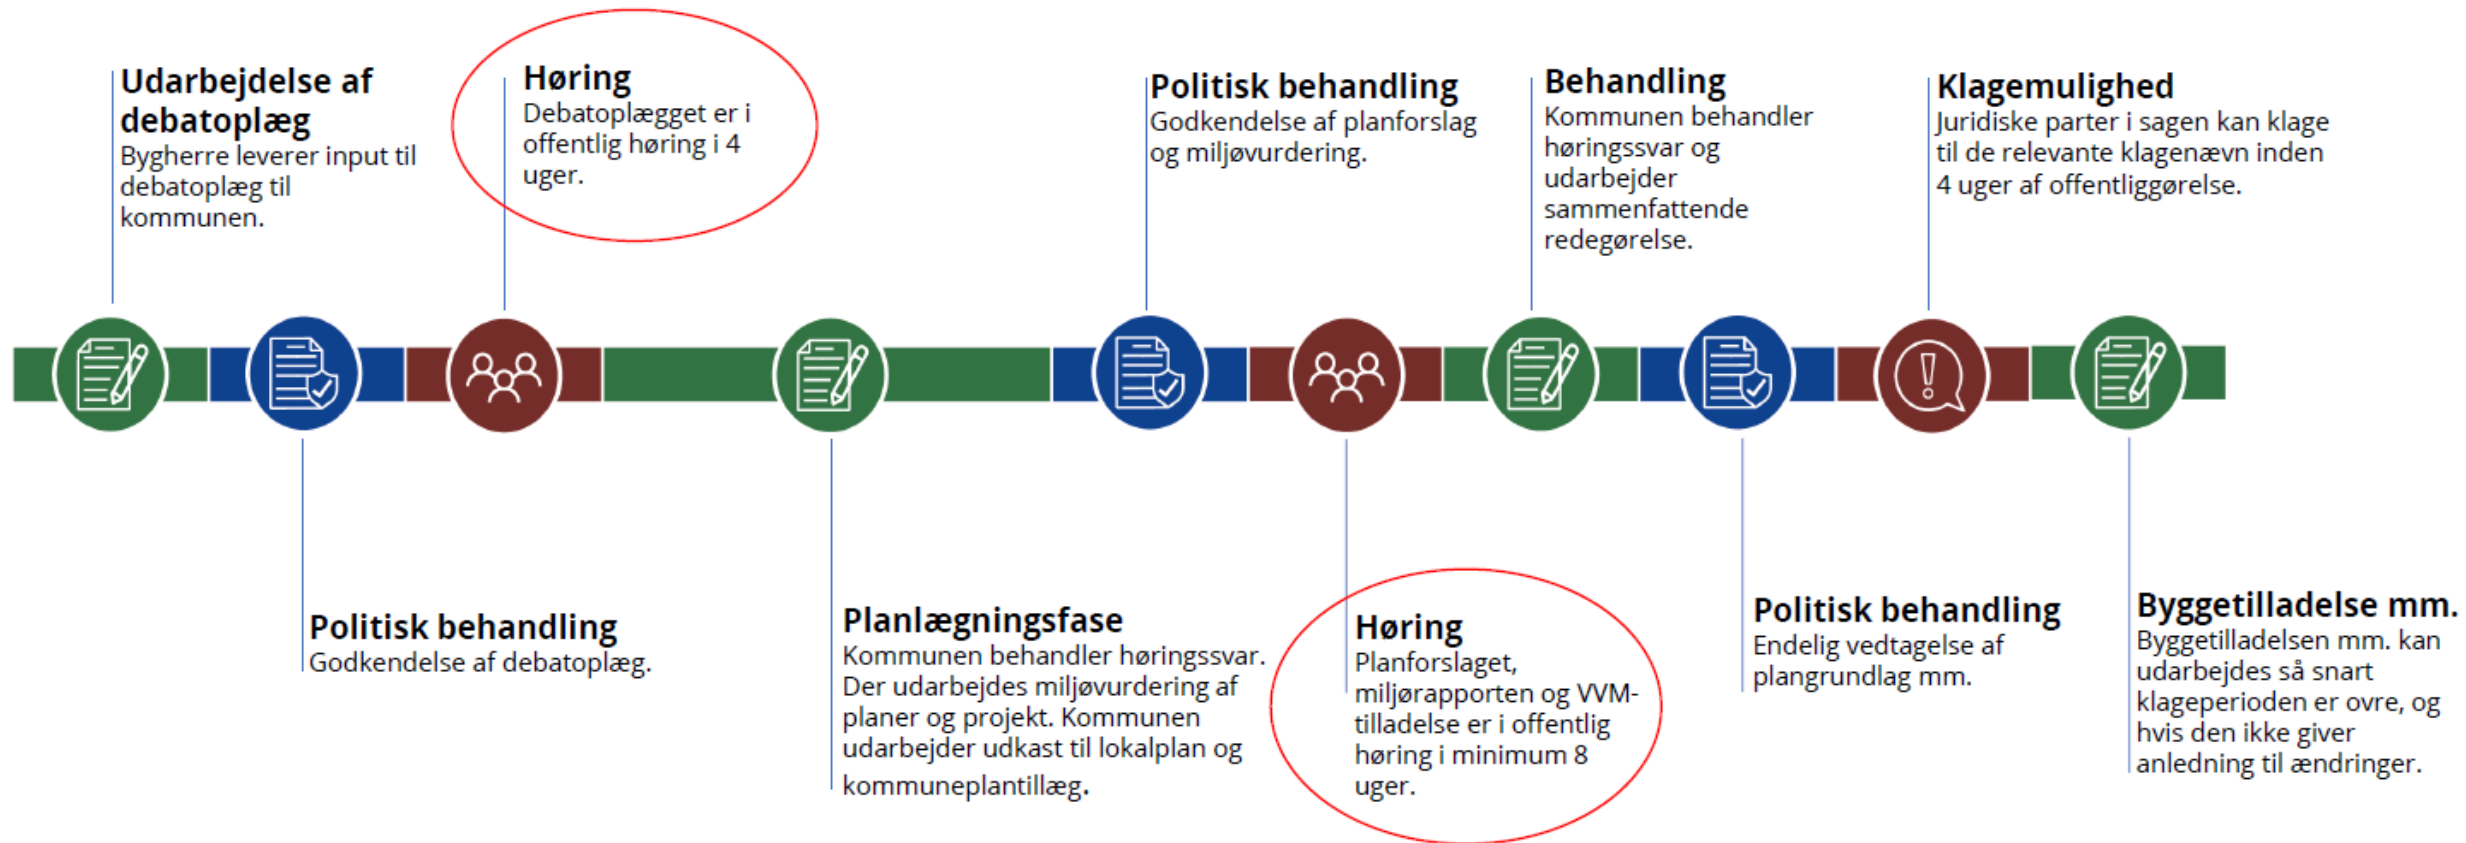 Udarbejdelse af
debatoplæg
Bygherre leverer input til
debatoplæg til
kommunen.
Politisk behandling
Godkendelse af debatoplæg.
Høring
Debatoplægget er i
offentlig høring i 4
uger.
Planlægningsfase
Kommunen behandler høringssvar.
Der udarbejdes miljøvurdering af
planer og projekt. Kommunen
udarbejder udkast til lokalplan og
kommuneplantillæg.
Politisk behandling
Godkendelse af planforslag
og miljøvurdering.
Høring
Planforslaget,
miljørapporten og VVM-
tilladelse er i offentlig
høring i minimum 8
uger.
Behandling
Kommunen behandler
høringssvar og
udarbejder
sammenfattende
redegørelse.
Politisk behandling
Endelig vedtagelse af
plangrundlag mm.
Klagemulighed
Juridiske parter i sagen kan klage
til de relevante klagenævn inden
4 uger af offentliggørelse.
Byggetilladelse mm.
Byggetilladelsen mm. kan
udarbejdes så snart
klageperioden er ovre, og
hvis den ikke giver
anledning til ændringer.